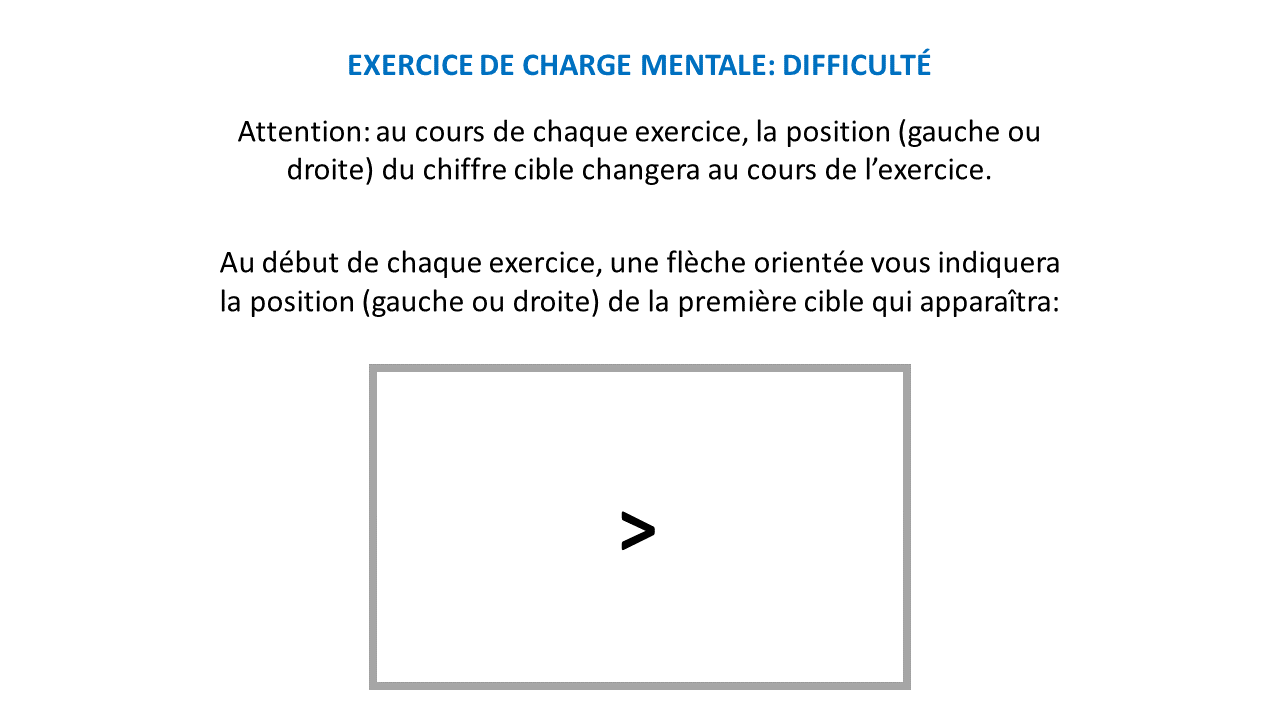 EXERCICE DE CHARGE MENTALE: DIFFICULTÉ
Attention: au cours de chaque exercice, la position (gauche ou
droite) du chiffre cible changera au cours de l’exercice.
Au début de chaque exercice, une flèche orientée vous indiquera
la position (gauche ou droite) de la première cible qui apparaîtra:
>